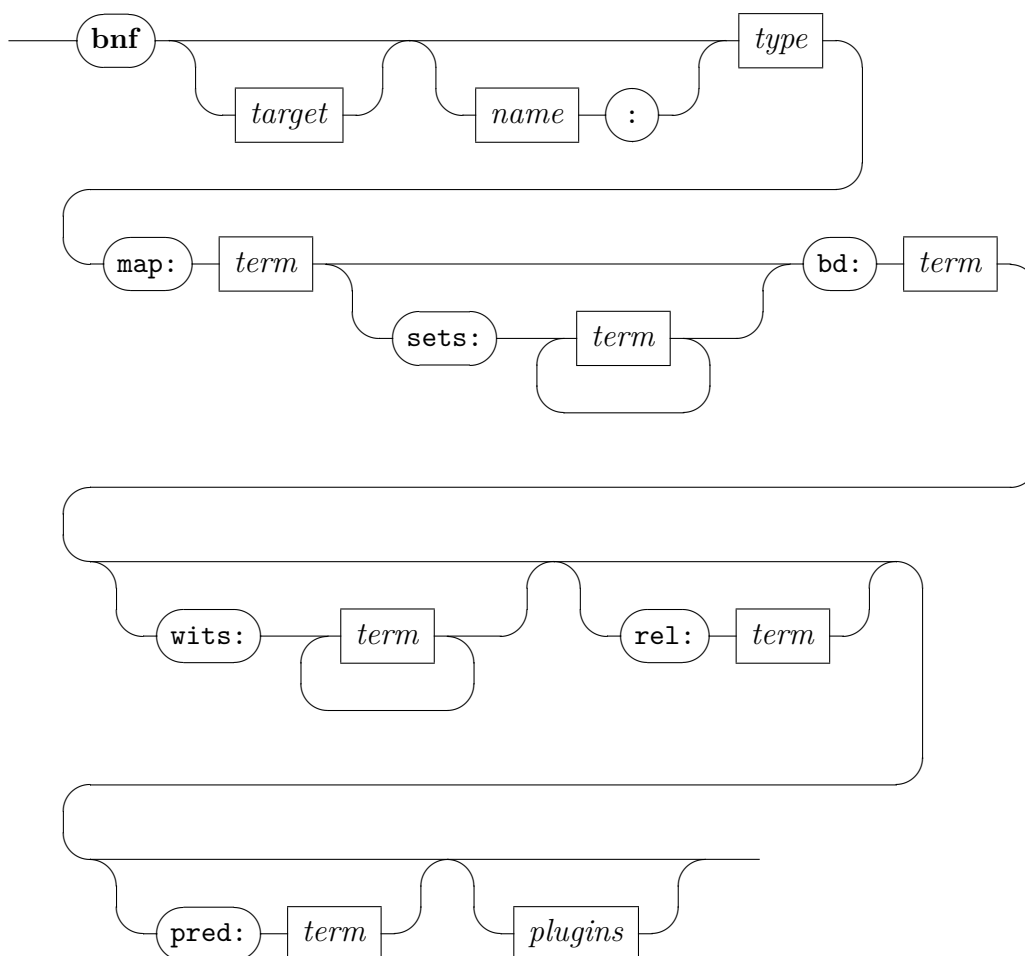 bnf type
target name :
map: term bd: term
sets: term
wits: term rel: term
pred: term plugins